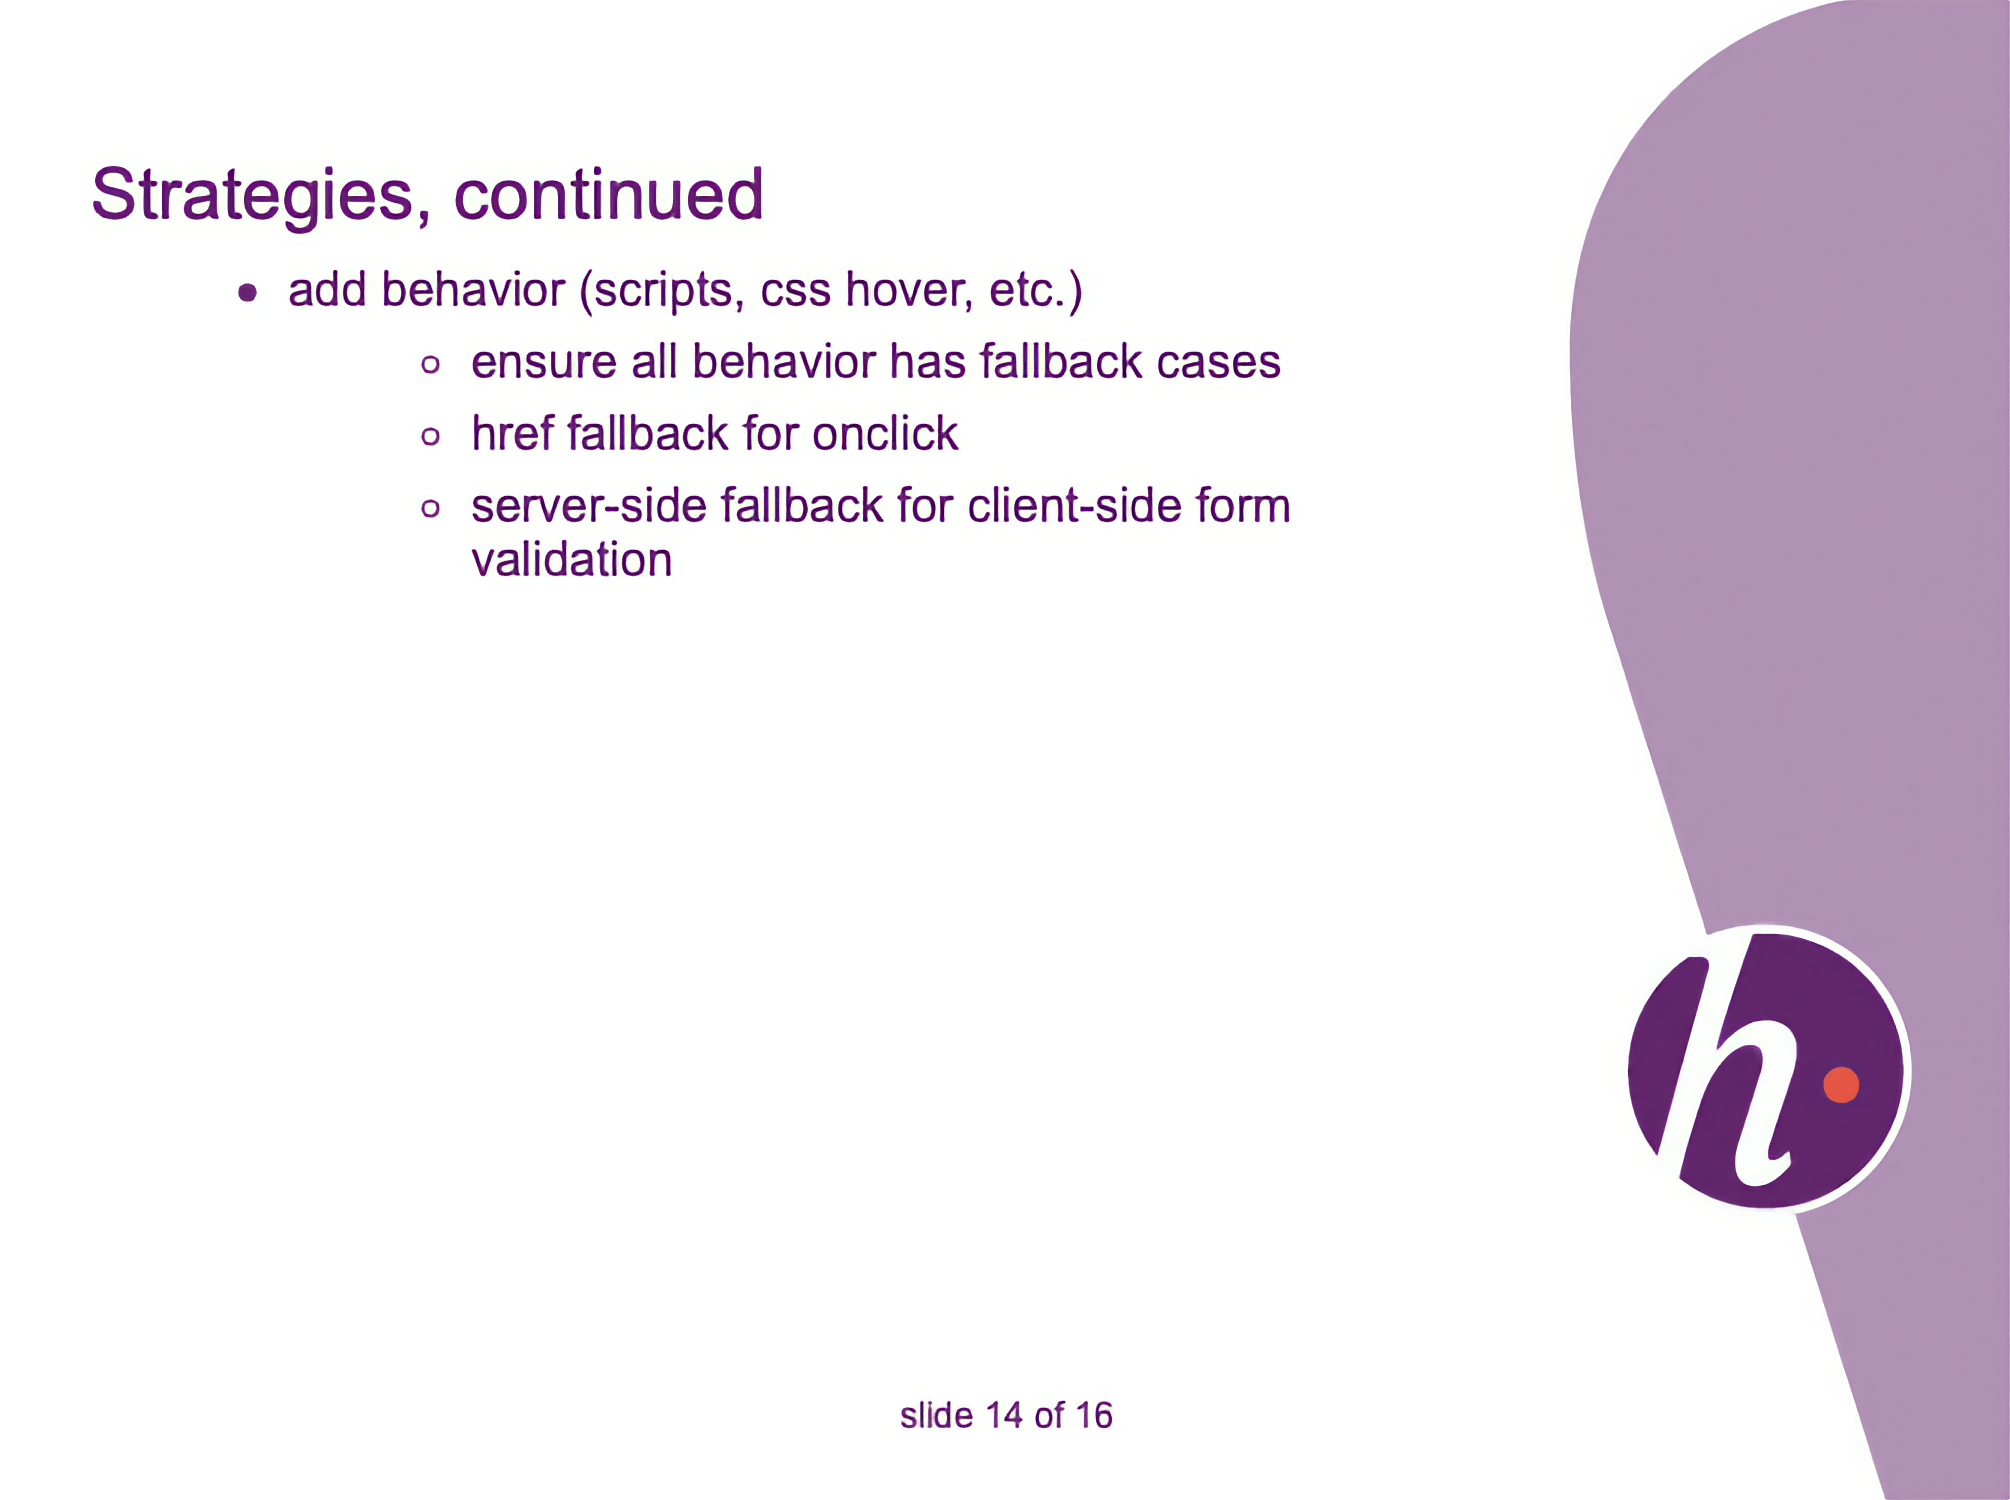 Strategies, continued
• add behavior (scripts, css hover, etc.)
○ ensure all behavior has fallback cases
○ href fallback for onclick
○ server-side fallback for client-side form
validation
h
slide 14 of 16